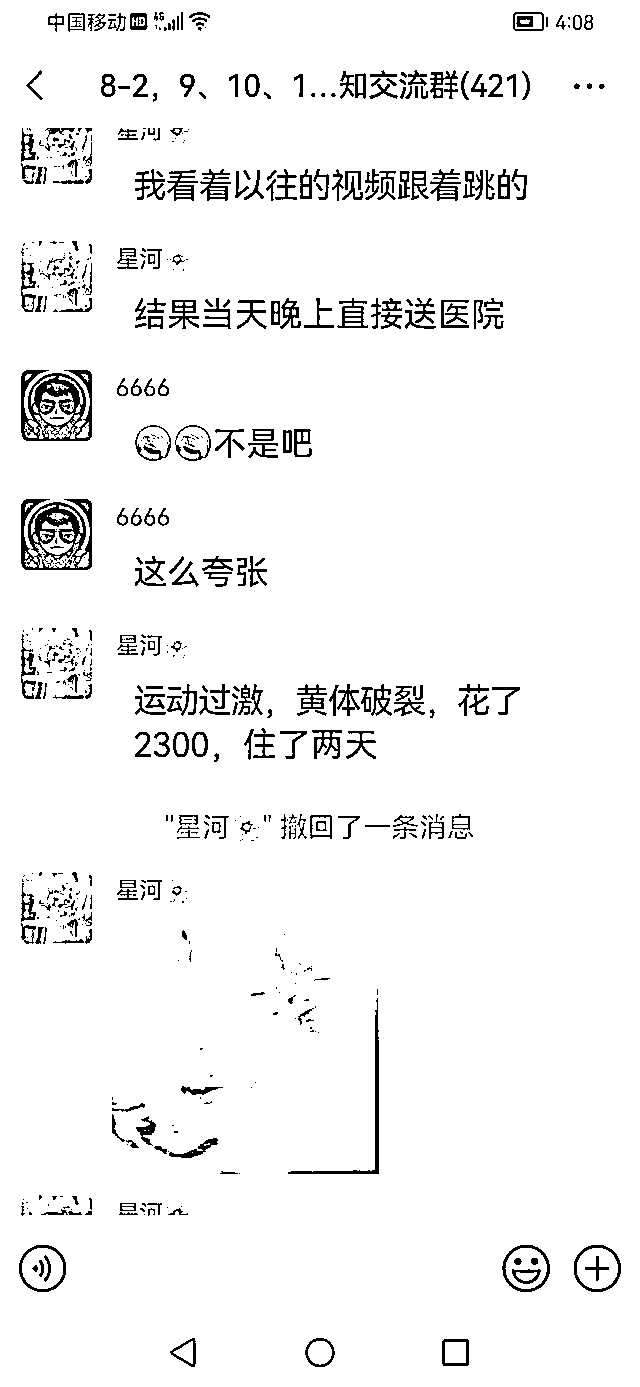 中国移动 HD 4G 4:08
8-2，9、10、1...知交流群(421)
星河
我看着以往的视频跟着跳的
星河
结果当天晚上直接送医院
6666
不是吧
6666
这么夸张
星河
运动过激，黄体破裂，花了
2300，住了两天
"星河" 撤回了一条消息
星河
星河